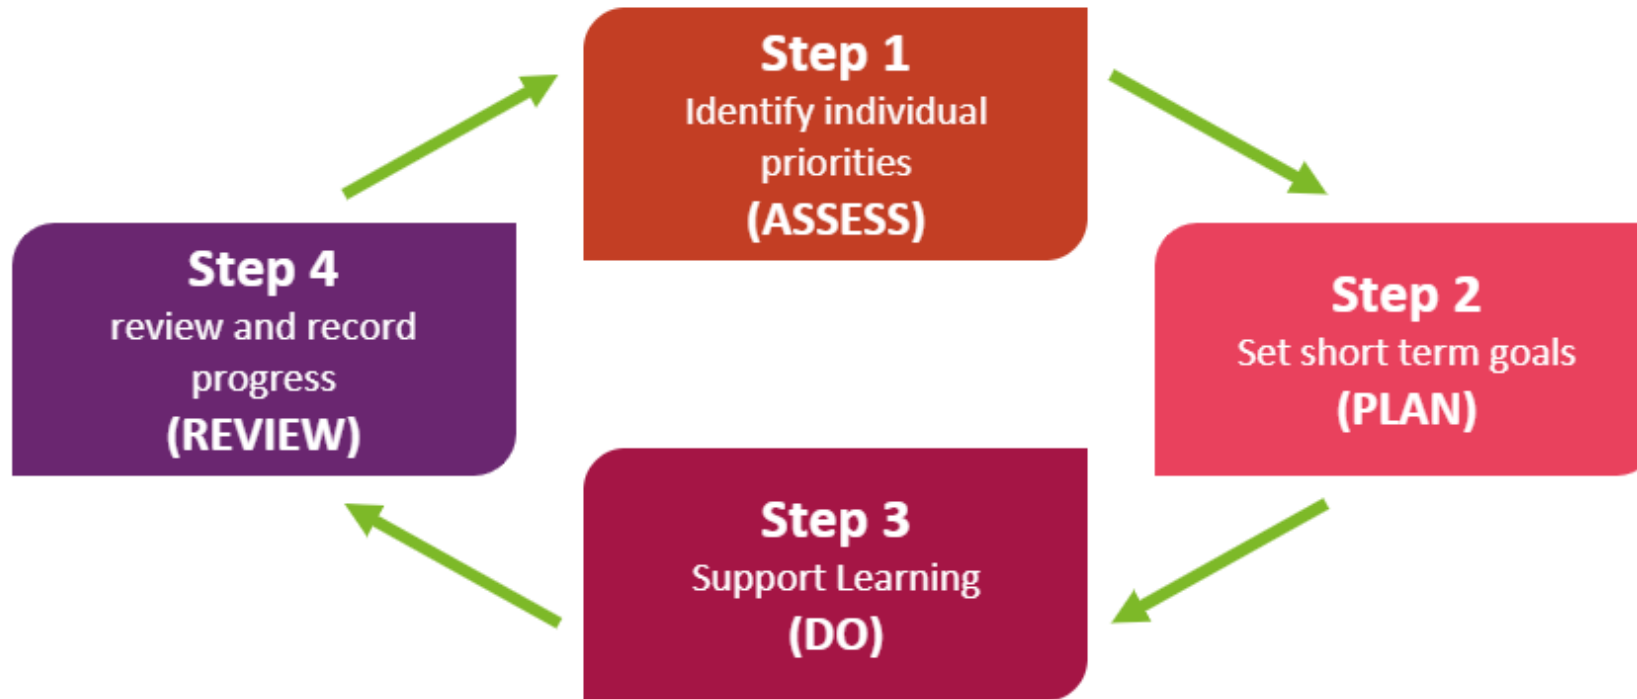 Step 1
Identify individual
priorities
(ASSESS)
Step 2
Set short term goals
(PLAN)
Step 3
Support Learning
(DO)
Step 4
review and record
progress
(REVIEW)